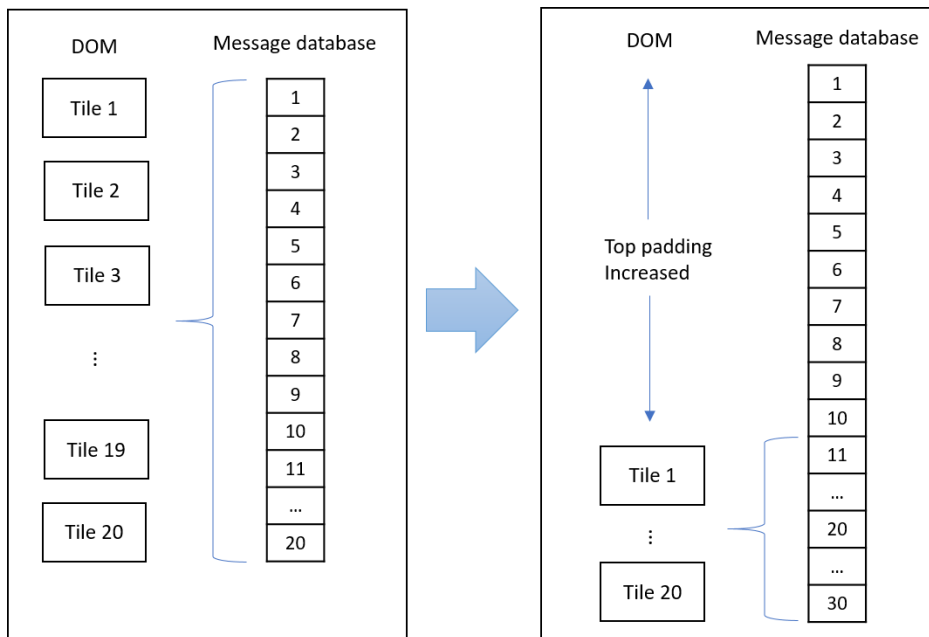 DOM
Message database
Tile 1
Tile 2
Tile 3
⋮
Tile 19
Tile 20
1
2
3
4
5
6
7
8
9
10
11
...
20
DOM
Message database
Top padding
Increased
Tile 1
⋮
Tile 20
1
2
3
4
5
6
7
8
9
10
11
...
20
...
30